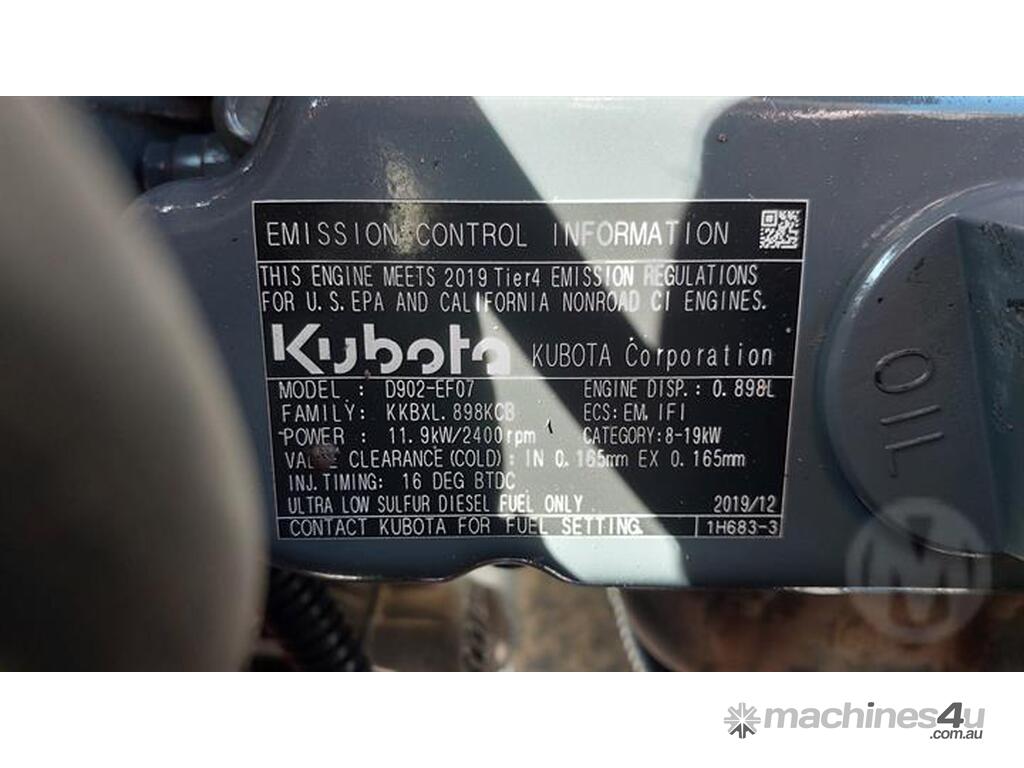 EMISSION CONTROL INFORMATION
THIS ENGINE MEETS 2019 Tier4 EMISSION REGULATIONS
FOR U.S.EPA AND CALIFORNIA NONROAD CI ENGINES.
Kubota KUBOTA Corporation
MODEL : D902-EF07 ENGINE DISP.: 0.898L
FAMILY: KKBXL.898KCB ECS:EM,IFI
POWER : 11.9kW/2400rpm CATEGORY:8-19kW
VALVE CLEARANCE(COLD): IN 0.165mm EX 0.165mm
INJ.TIMING: 16 DEG BTDC
ULTRA LOW SULFUR DIESEL FUEL ONLY 2019/12
CONTACT KUBOTA FOR FUEL SETTING. 1H683-3
OIL
M
machines4u
.com.au